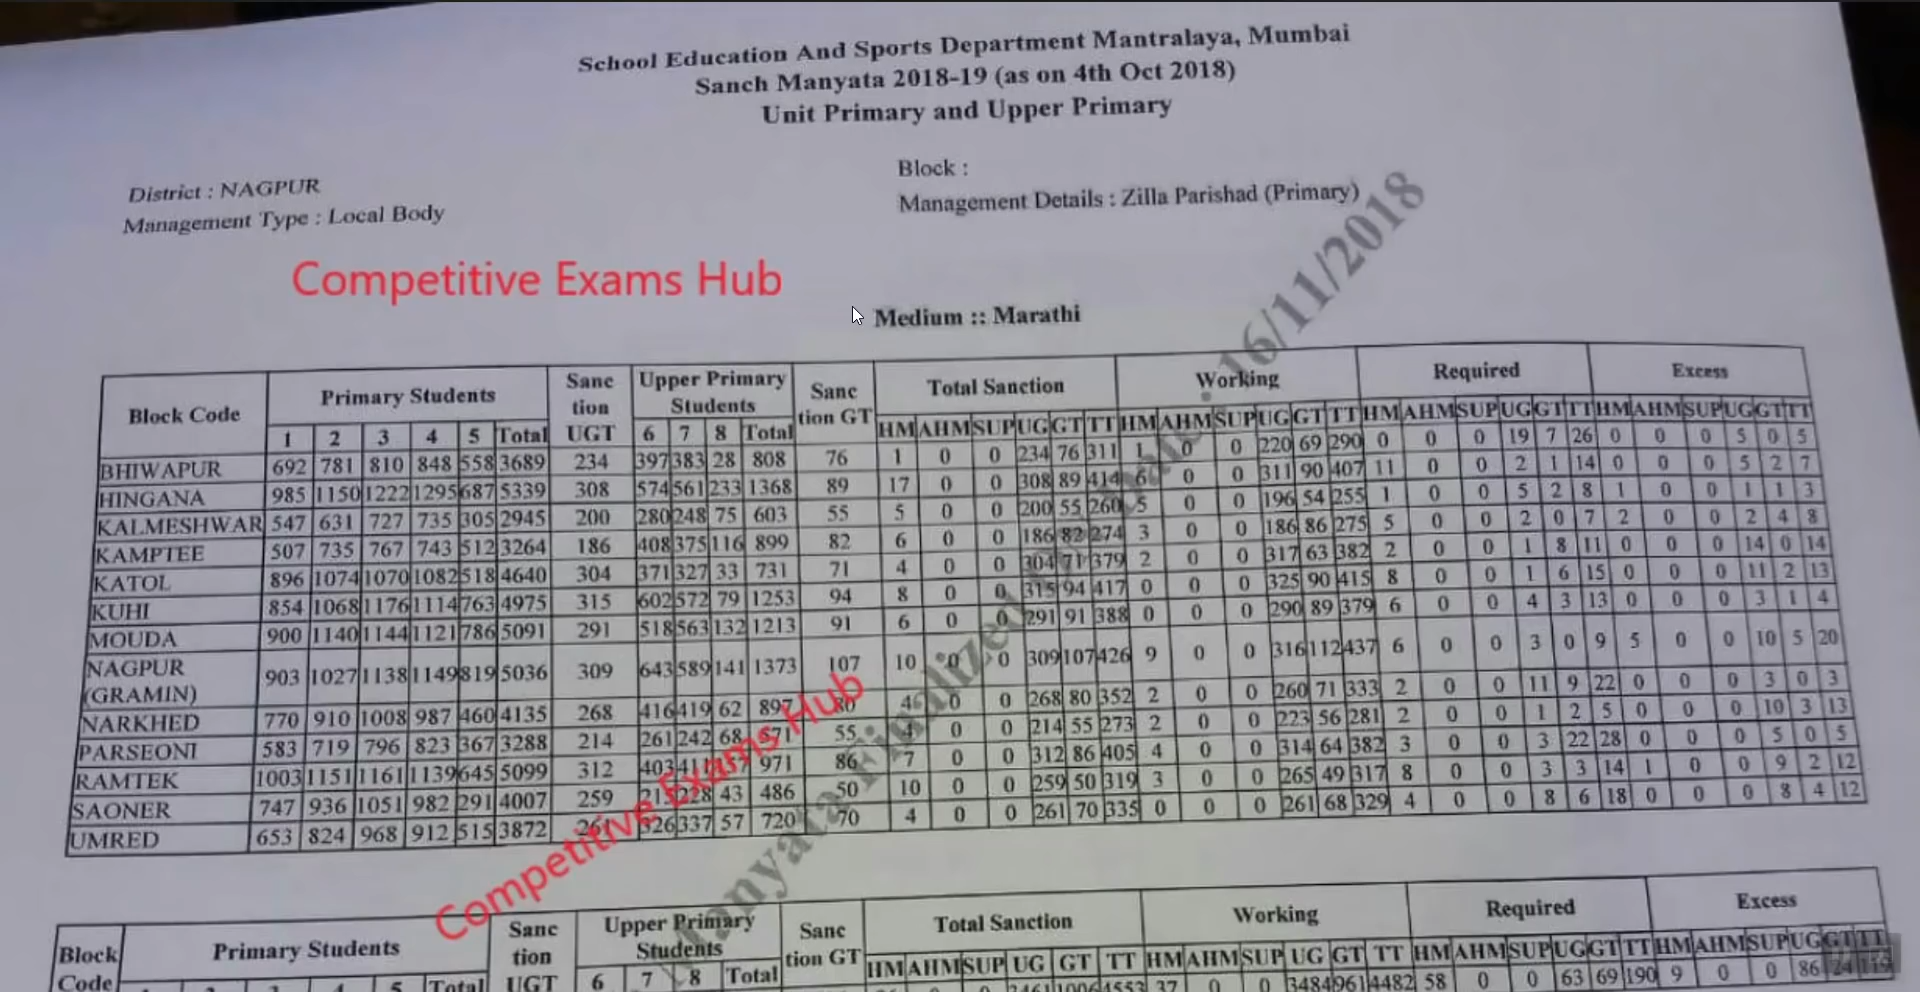 School Education And Sports Department Mantralaya, Mumbai
Sanch Manyata 2018-19 (as on 4th Oct 2018)
Unit Primary and Upper Primary
District : NAGPUR
Block :
Management Type : Local Body
Management Details : Zilla Parishad (Primary)
Competitive Exams Hub
Medium :: Marathi
Block Code Primary Students Sanc tion UGT Upper Primary Students Sanc tion GT Total Sanction Working Required Excess
1 2 3 4 5 Total 6 7 8 Total HM AHM SUP UG GT TT HM AHM SUP UG GT TT HM AHM SUP UG GT TT HM AHM SUP UG GT TT
BHIWAPUR 692 781 810 848 558 3689 234 397 383 28 808 76 1 0 0 234 76 311 1 0 0 220 69 290 0 0 0 19 7 26 0 0 0 5 0 5
HINGANA 985 1150 1222 1295 687 5339 308 574 561 233 1368 89 17 0 0 308 89 414 6 0 0 311 90 407 11 0 0 2 1 14 0 0 0 5 2 7
KALMESHWAR 547 631 727 735 305 2945 200 280 248 75 603 55 5 0 0 200 55 260 5 0 0 196 54 255 1 0 0 5 2 8 1 0 0 1 1 3
KAMPTEE 507 735 767 743 512 3264 186 408 375 116 899 82 6 0 0 186 82 274 3 0 0 186 86 275 5 0 0 2 0 7 2 0 0 2 4 8
KATOL 896 1074 1070 1082 518 4640 304 371 327 33 731 71 4 0 0 304 71 379 2 0 0 317 63 382 2 0 0 1 8 11 0 0 0 14 0 14
KUHI 854 1068 1176 1114 763 4975 315 602 572 79 1253 94 8 0 0 315 94 417 0 0 0 325 90 415 8 0 0 1 6 15 0 0 0 11 2 13
MOUDA 900 1140 1144 1121 786 5091 291 518 563 132 1213 91 6 0 0 291 91 388 0 0 0 290 89 379 6 0 0 4 3 13 0 0 0 3 1 4
NAGPUR (GRAMIN) 903 1027 1138 1149 819 5036 309 643 589 141 1373 107 10 0 0 309 107 426 9 0 0 316 112 437 6 0 0 3 0 9 5 0 0 10 5 20
NARKHED 770 910 1008 987 460 4135 268 416 419 62 897 80 4 0 0 268 80 352 2 0 0 260 71 333 2 0 0 11 9 22 0 0 0 3 0 3
PARSEONI 583 719 796 823 367 3288 214 261 242 68 571 55 0 0 214 55 273 2 0 0 223 56 281 2 0 0 1 2 5 0 0 0 10 3 13
RAMTEK 1003 1151 1161 1139 645 5099 312 403 971 86 7 0 0 312 86 405 4 0 0 314 64 382 3 0 0 3 22 28 0 0 0 5 0 5
SAONER 747 936 1051 982 291 4007 259 228 43 486 50 10 0 0 259 50 319 3 0 0 265 49 317 8 0 0 3 3 14 1 0 0 9 2 12
UMRED 653 824 968 912 515 3872 261 326 337 57 720 70 4 0 0 261 70 335 0 0 0 261 68 329 4 0 0 8 6 18 0 0 0 8 4 12
Competitive Exams Hub
Manyata Finalized 16/11/2018
Block Code Primary Students Sanc tion UGT Upper Primary Students Sanc tion GT Total Sanction Working Required Excess
5 Total 6 7 8 Total HM AHM SUP UG GT TT HM AHM SUP UG GT TT HM AHM SUP UG GT TT HM AHM SUP UG GT TT
37 0 0 3484 961 4482 58 0 0 63 69 190 9 0 0 86